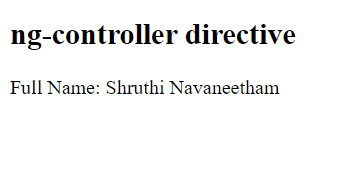 ng-controller directive
Full Name: Shruthi Navaneetham